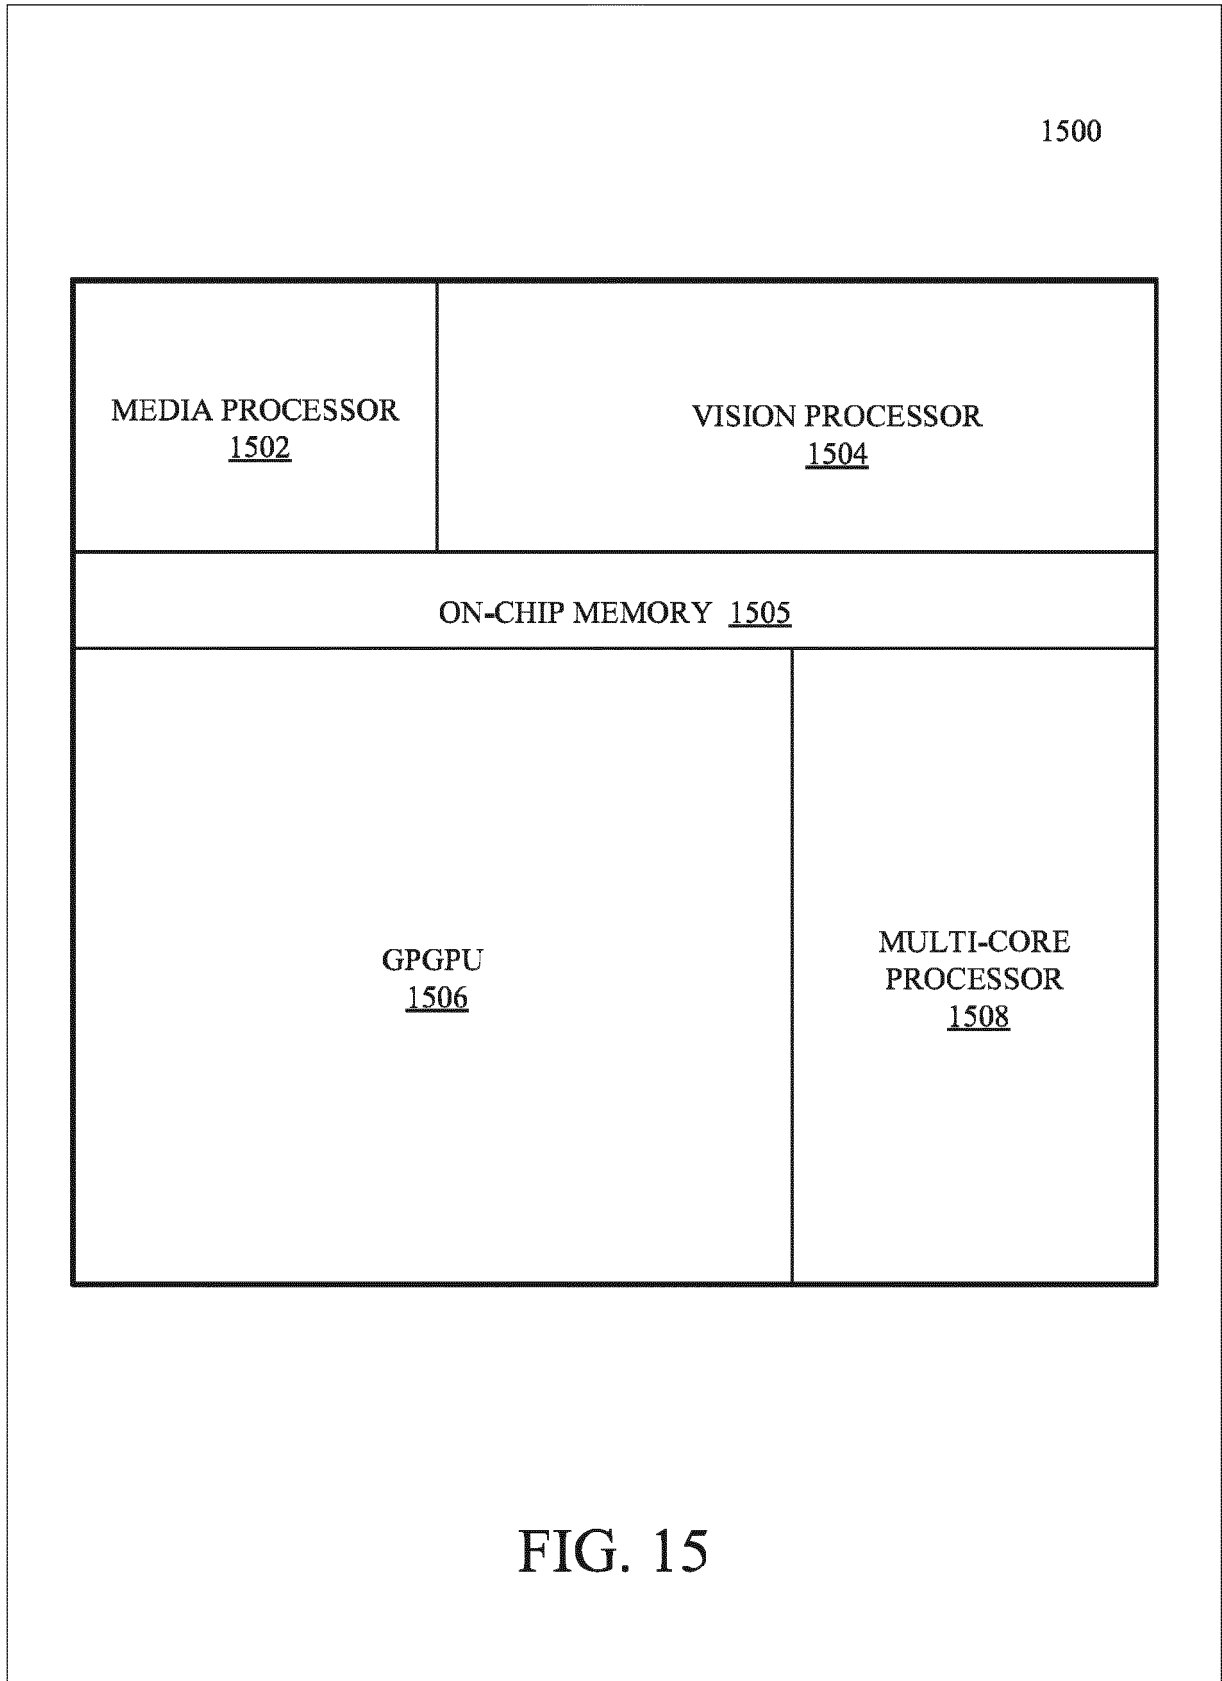 1500
MEDIA PROCESSOR
1502
VISION PROCESSOR
1504
ON-CHIP MEMORY 1505
GPGPU
1506
MULTI-CORE
PROCESSOR
1508
FIG. 15